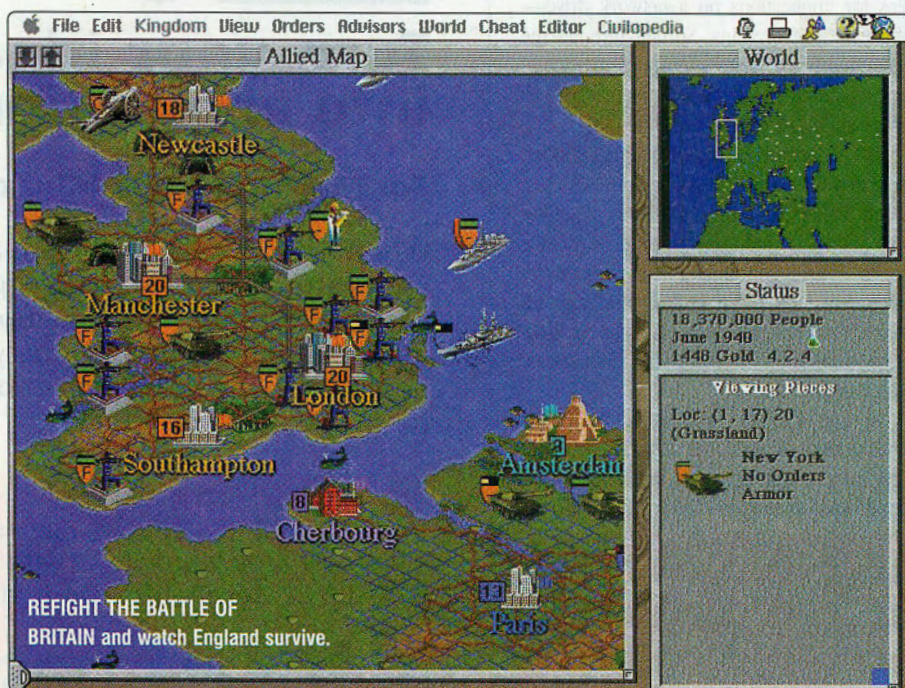 File Edit Kingdom View Orders Advisors World Cheat Editor Civilopedia
Allied Map
18
Newcastle
F
F
F
20
Manchester
F
F
F
F
F
F
F
20
London
16
Southampton
F
3
Amsterdam
8
Cherbourg
13
Paris
REFIGHT THE BATTLE OF
BRITAIN and watch England survive.
World
Status
18,370,000 People
June 1940
1448 Gold 4.2.4
Viewing Pieces
Loc: (1, 17) 20
(Grassland)
New York
No Orders
Armor